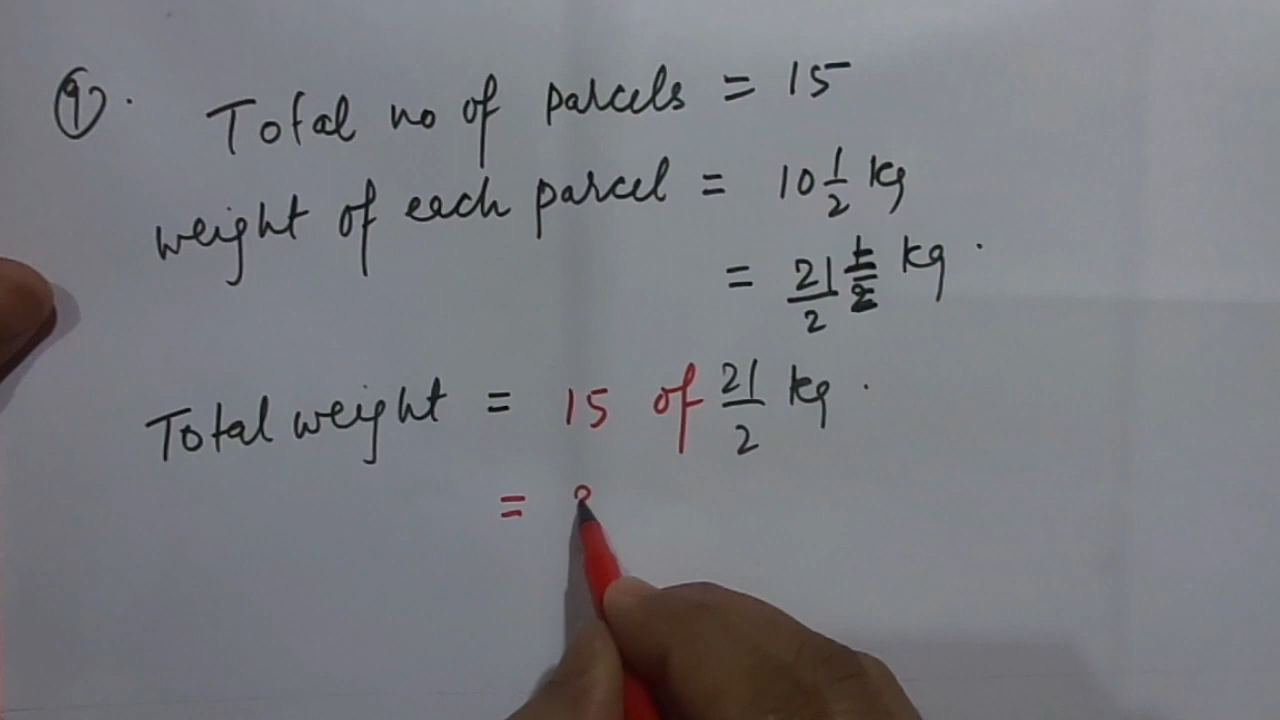 9. Total no of parcels = 15
weight of each parcel = 10 1/2 kg
= 21/2 kg.
Total weight = 15 of 21/2 kg.
=